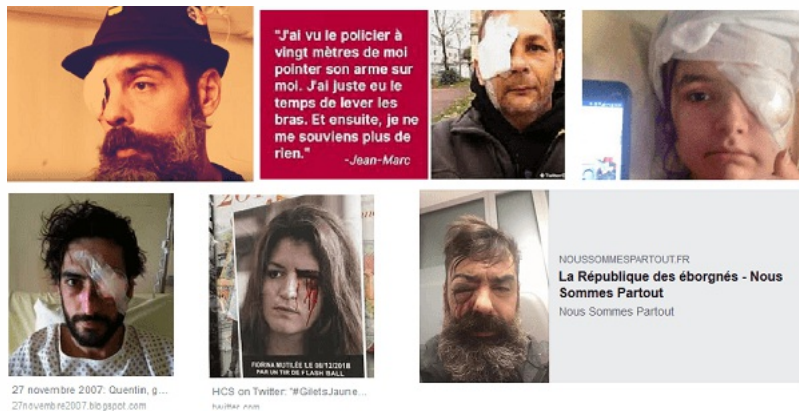 "J'ai vu le policier à
vingt mètres de moi
pointer son arme sur
moi. J'ai juste eu le
temps de lever les
bras. Et ensuite, je ne
me souviens plus de
rien."
-Jean-Marc
FIORINA MUTILÉE LE 08/12/2018
PAR UN TIR DE FLASH BALL
NOUSSOMMESPARTOUT.FR
La République des éborgnés - Nous
Sommes Partout
Nous Sommes Partout
27 novembre 2007: Quentin, g...
27novembre2007.blogspot.com
HCS on Twitter: "#GiletsJaune...
twitter.com